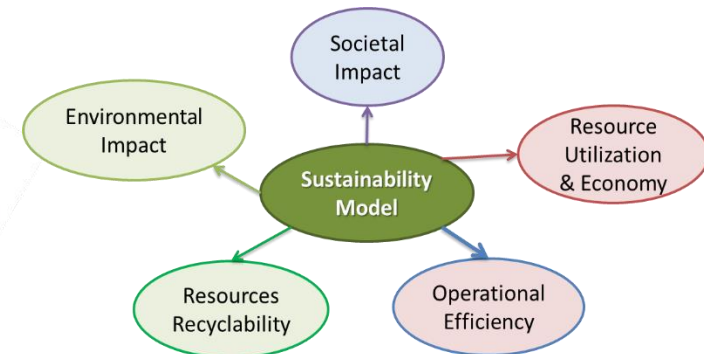 Societal
Impact
Environmental
Impact
Resource
Utilization
& Economy
Sustainability
Model
Resources
Recyclability
Operational
Efficiency